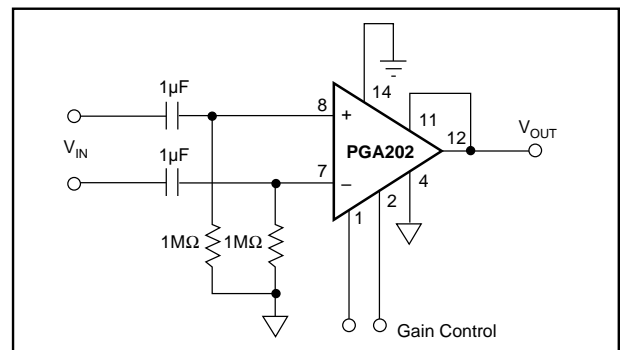 1µF
14
8
+
11
V_IN
1µF
PGA202
12
V_OUT
7
–
4
2
1
1MΩ
1MΩ
Gain Control